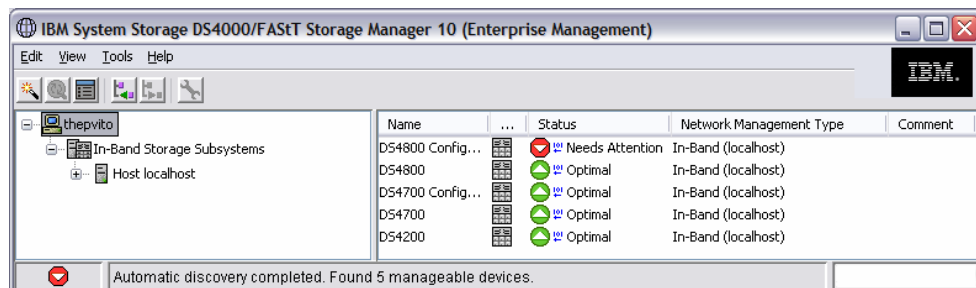 IBM System Storage DS4000/FAStT Storage Manager 10 (Enterprise Management)
Edit View Tools Help
IBM.
thepvito
In-Band Storage Subsystems
Host localhost
Name ... Status Network Management Type Comment
DS4800 Config... Needs Attention In-Band (localhost)
DS4800 Optimal In-Band (localhost)
DS4700 Config... Optimal In-Band (localhost)
DS4700 Optimal In-Band (localhost)
DS4200 Optimal In-Band (localhost)
Automatic discovery completed. Found 5 manageable devices.